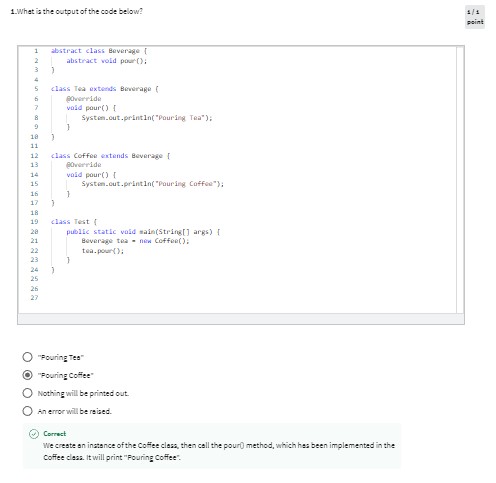 1.What is the output of the code below?
1/1
point
1 abstract class Beverage {
2 abstract void pour();
3 }
4
5 class Tea extends Beverage {
6 @Override
7 void pour() {
8 System.out.println("Pouring Tea");
9 }
10 }
11
12 class Coffee extends Beverage {
13 @Override
14 void pour() {
15 System.out.println("Pouring Coffee");
16 }
17 }
18
19 class Test {
20 public static void main(String[] args) {
21 Beverage tea = new Coffee();
22 tea.pour();
23 }
24 }
25
26
27
"Pouring Tea"
"Pouring Coffee"
Nothing will be printed out.
An error will be raised.
Correct
We create an instance of the Coffee class, then call the pour() method, which has been implemented in the
Coffee class. It will print "Pouring Coffee".